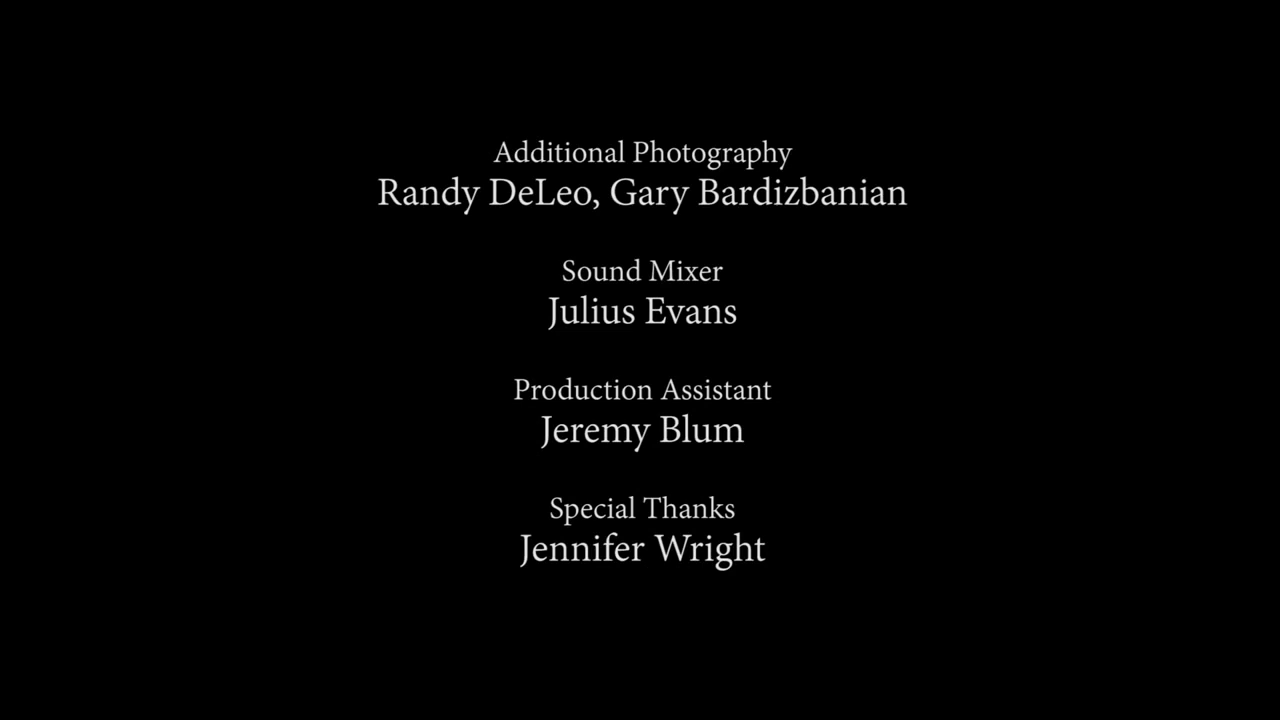 Additional Photography
Randy DeLeo, Gary Bardizbanian
Sound Mixer
Julius Evans
Production Assistant
Jeremy Blum
Special Thanks
Jennifer Wright